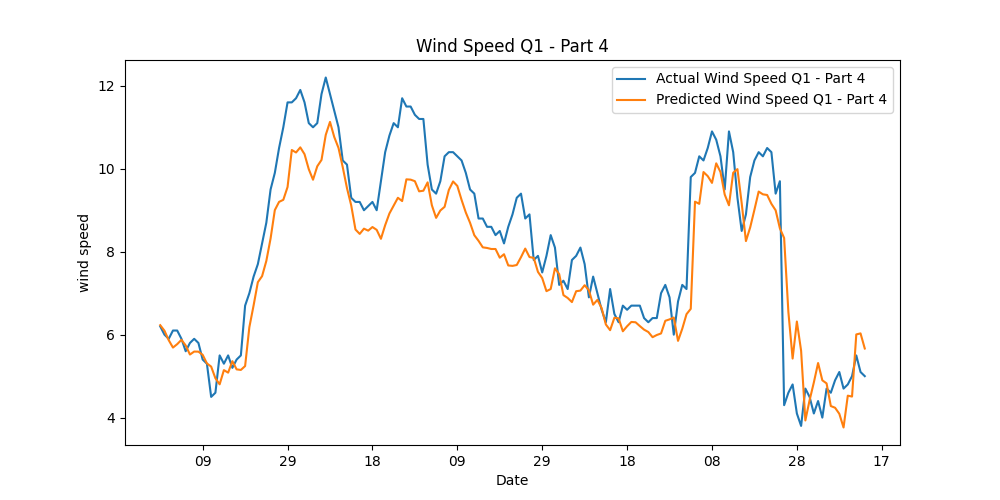 Wind Speed Q1 - Part 4
Actual Wind Speed Q1 - Part 4
Predicted Wind Speed Q1 - Part 4
12
10
8
6
4
wind speed
09 29 18 09 29 18 08 28 17
Date